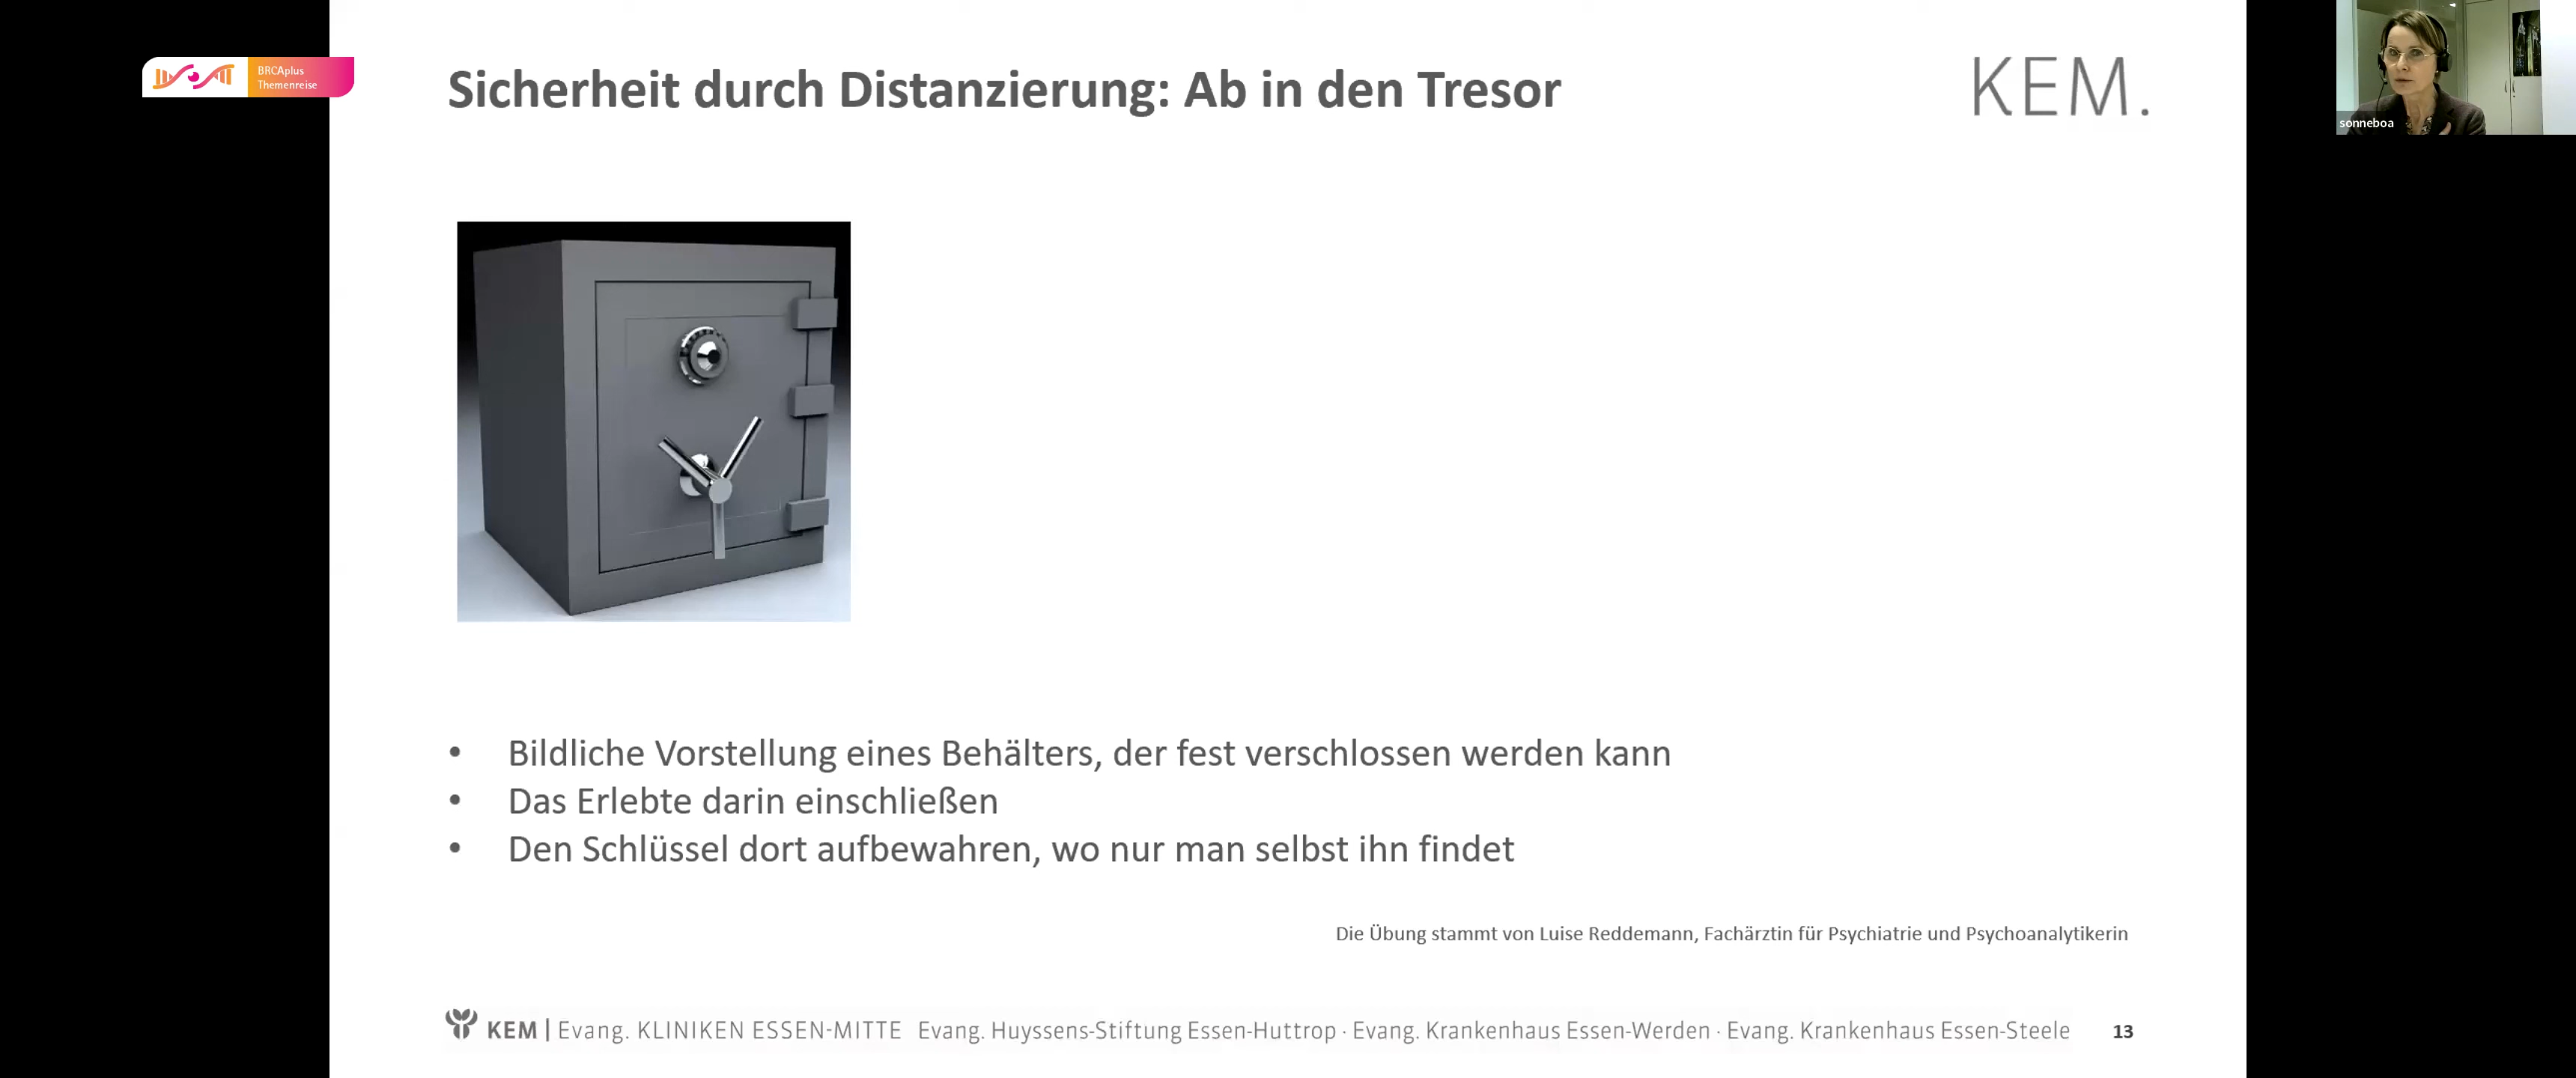 BRCAplus
Themenreise
Sicherheit durch Distanzierung: Ab in den Tresor
KEM.
sonneboa
• Bildliche Vorstellung eines Behälters, der fest verschlossen werden kann
• Das Erlebte darin einschließen
• Den Schlüssel dort aufbewahren, wo nur man selbst ihn findet
Die Übung stammt von Luise Reddemann, Fachärztin für Psychiatrie und Psychoanalytikerin
KEM | Evang. KLINIKEN ESSEN-MITTE Evang. Huyssens-Stiftung Essen-Huttrop · Evang. Krankenhaus Essen-Werden · Evang. Krankenhaus Essen-Steele 13